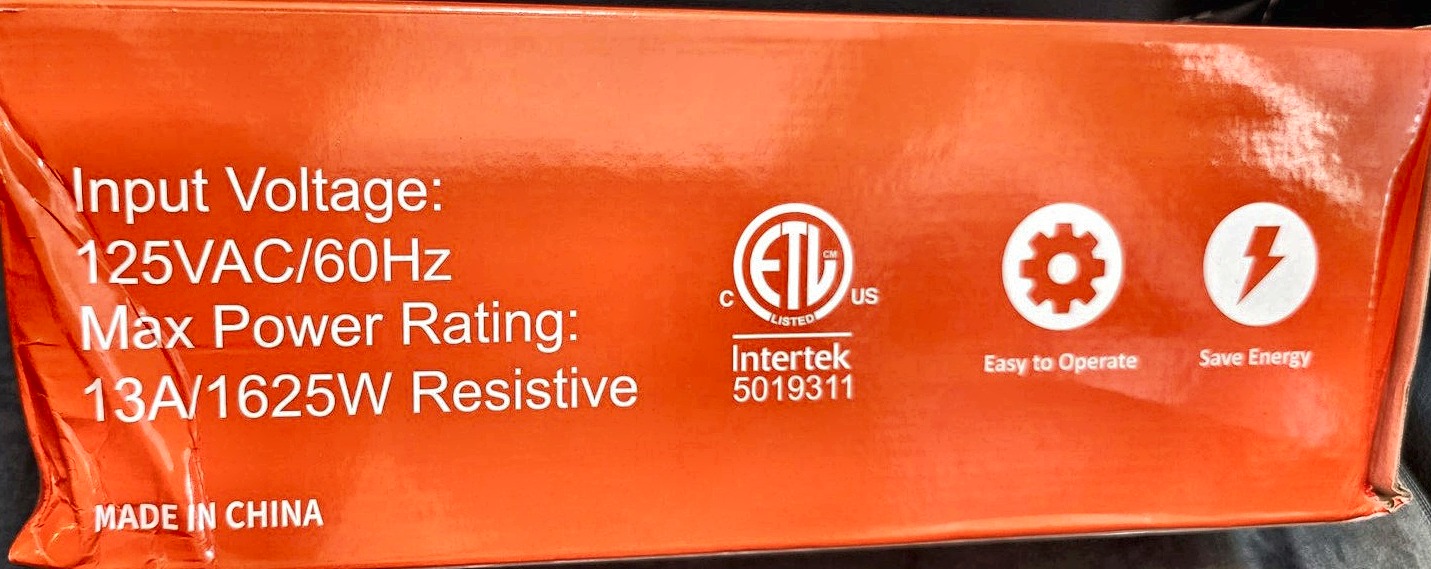 Input Voltage:
125VAC/60Hz
Max Power Rating:
13A/1625W Resistive
MADE IN CHINA
ETL CM
C US
LISTED
Intertek
5019311
Easy to Operate
Save Energy